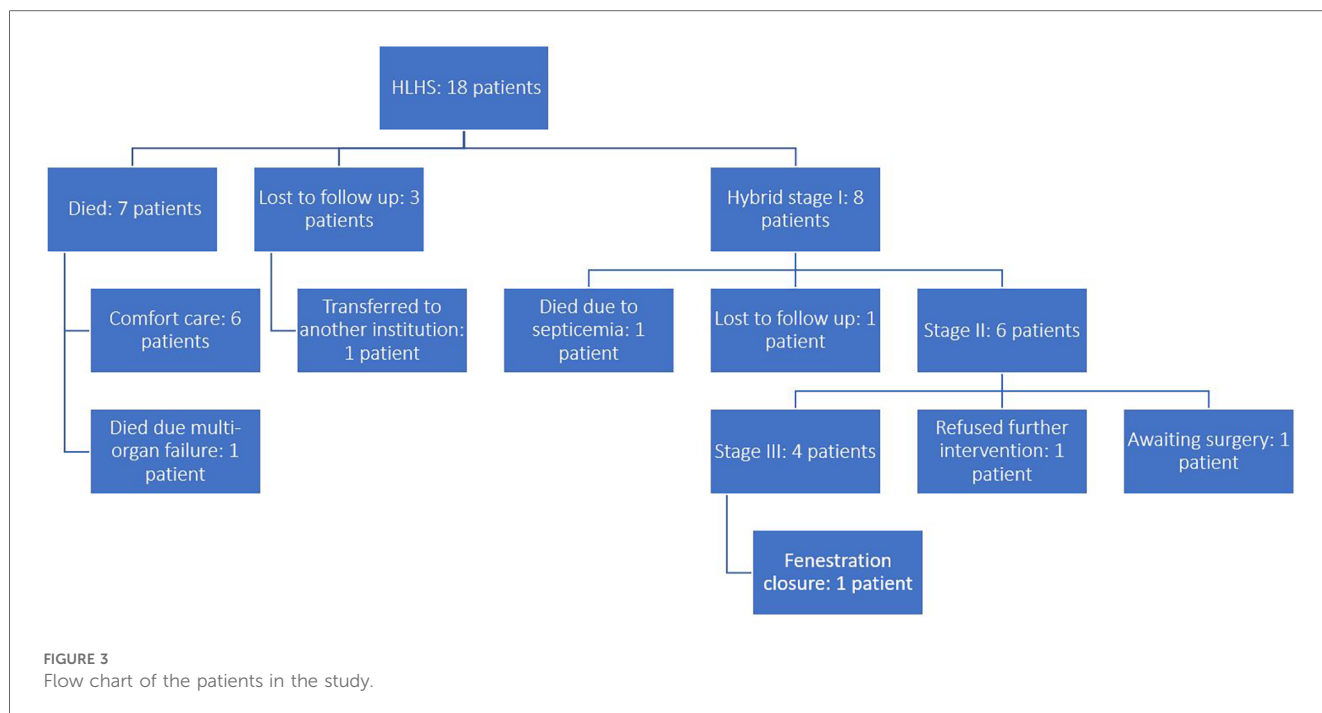 HLHS: 18 patients
Died: 7 patients
Lost to follow up: 3
patients
Hybrid stage I: 8
patients
Comfort care: 6
patients
Transferred to
another institution:
1 patient
Died due to
septicemia: 1
patient
Lost to follow up: 1
patient
Stage II: 6 patients
Died due multi-
organ failure: 1
patient
Stage III: 4 patients
Refused further
intervention: 1
patient
Awaiting surgery: 1
patient
Fenestration
closure: 1 patient
FIGURE 3
Flow chart of the patients in the study.